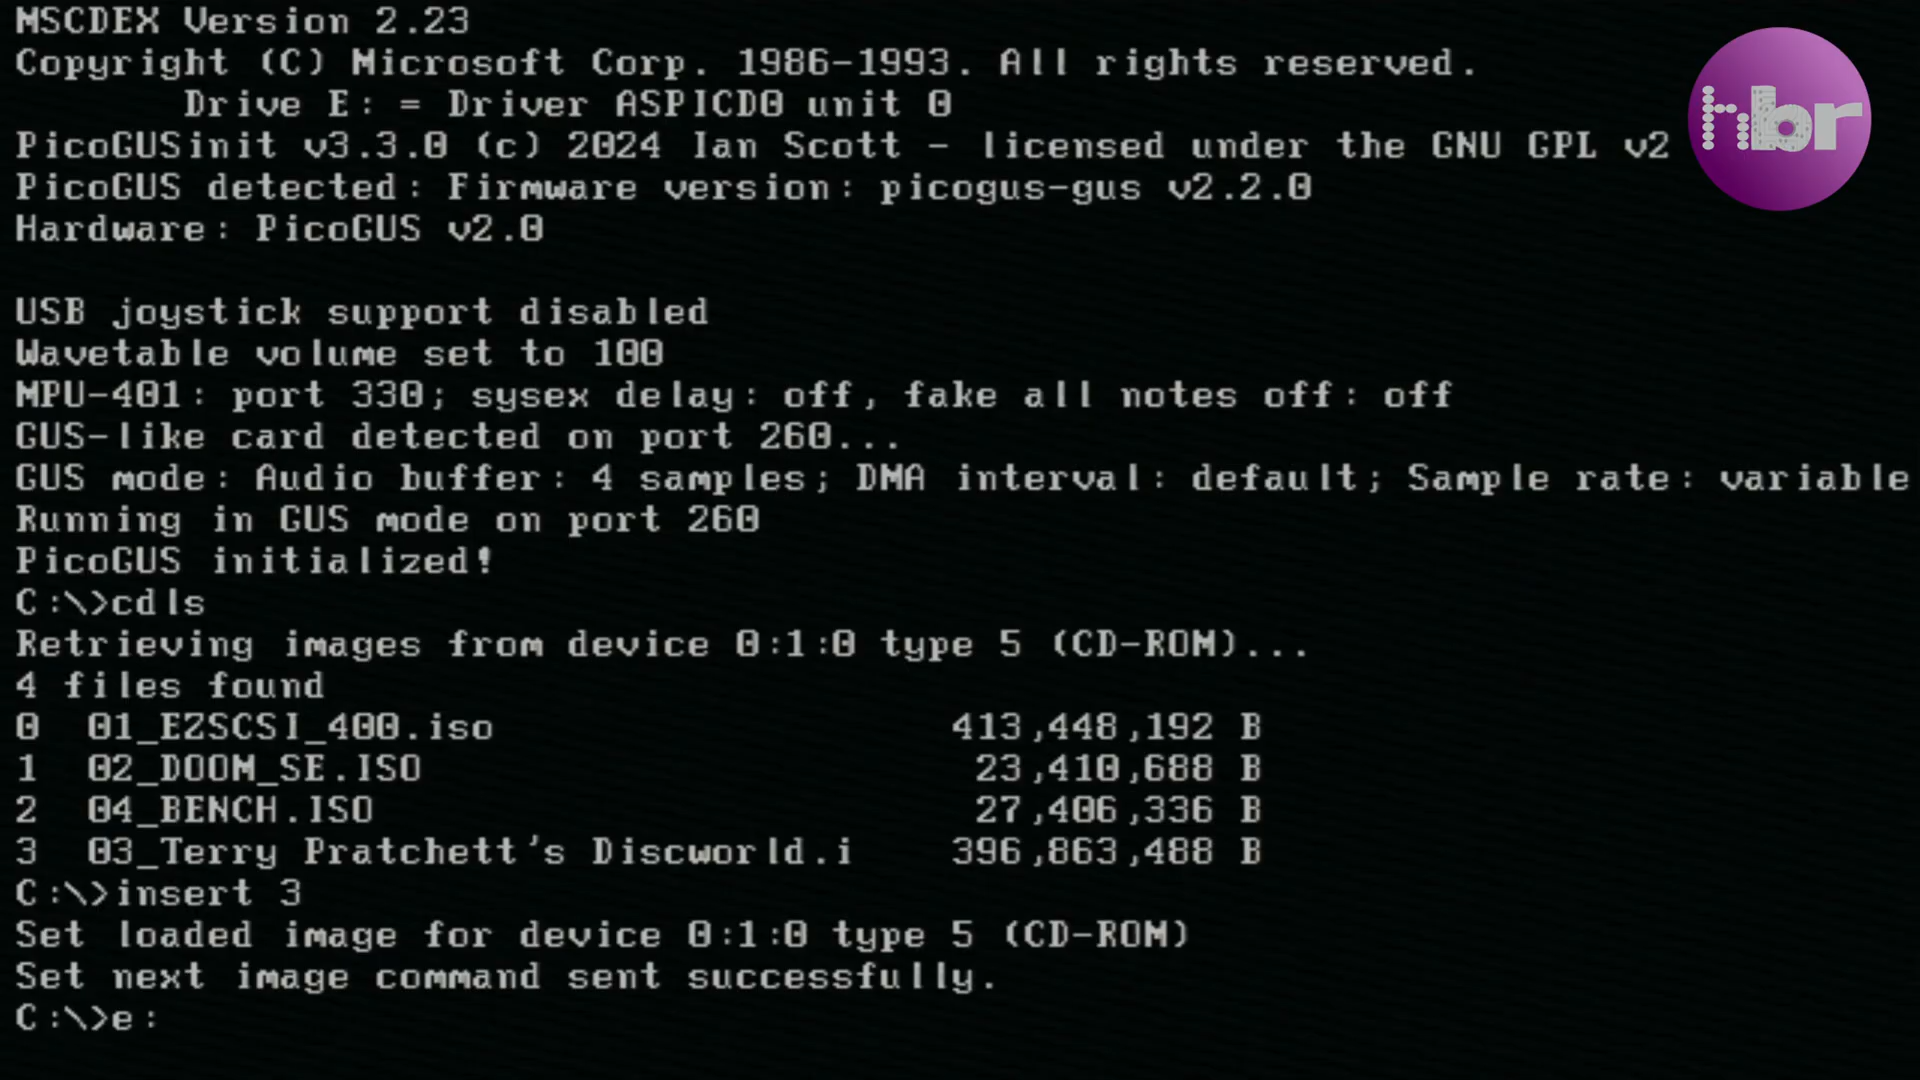 MSCDEX Version 2.23
Copyright (C) Microsoft Corp. 1986-1993. All rights reserved.
Drive E: = Driver ASPICD0 unit 0
PicoGUSinit v3.3.0 (c) 2024 Ian Scott - licensed under the GNU GPL v2
PicoGUS detected: Firmware version: picogus-gus v2.2.0
Hardware: PicoGUS v2.0
USB joystick support disabled
Wavetable volume set to 100
MPU-401: port 330; sysex delay: off, fake all notes off: off
GUS-like card detected on port 260...
GUS mode: Audio buffer: 4 samples; DMA interval: default; Sample rate: variable
Running in GUS mode on port 260
PicoGUS initialized!
C:\>cdls
Retrieving images from device 0:1:0 type 5 (CD-ROM)...
4 files found
0 01_EZSCSI_400.iso 413,448,192 B
1 02_DOOM_SE.ISO 23,410,688 B
2 04_BENCH.ISO 27,406,336 B
3 03_Terry Pratchett's Discworld.i 396,863,488 B
C:\>insert 3
Set loaded image for device 0:1:0 type 5 (CD-ROM)
Set next image command sent successfully.
C:\>e:
hbr